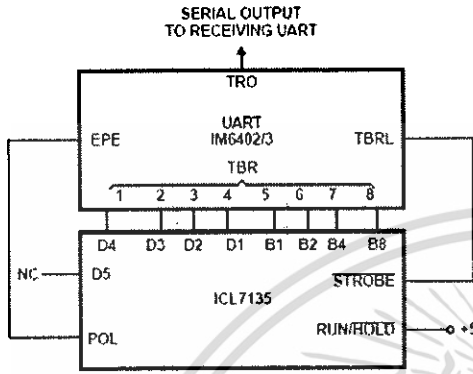 SERIAL OUTPUT
TO RECEIVING UART
TRO
UART
IM6402/3
EPE
TBRL
TBR
1 2 3 4 5 6 7 8
D4 D3 D2 D1 B1 B2 B4 B8
NC
D5
STROBE
ICL7135
RUN/HOLD
POL